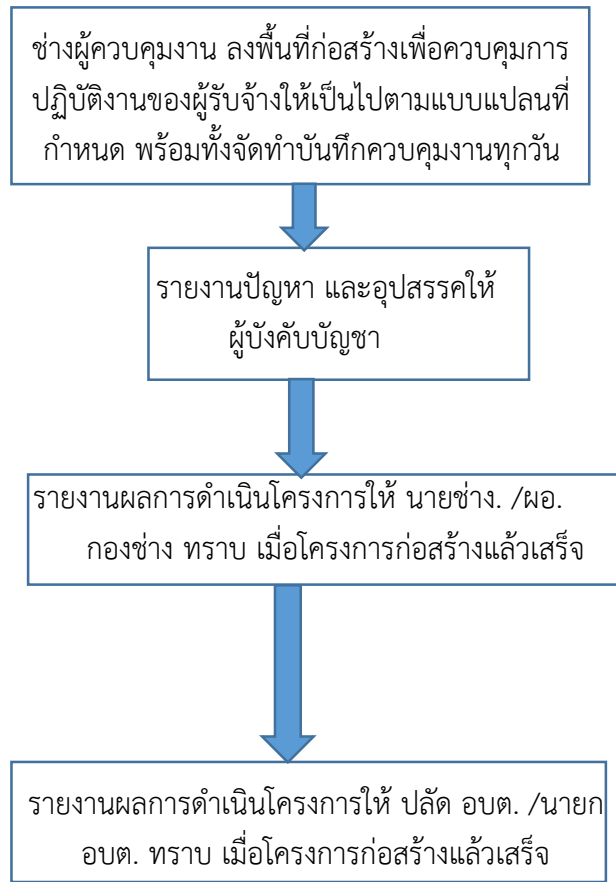 ช่างผู้ควบคุมงาน ลงพื้นที่ก่อสร้างเพื่อควบคุมการ
ปฏิบัติงานของผู้รับจ้างให้เป็นไปตามแบบแปลนที่
กำหนด พร้อมทั้งจัดทำบันทึกควบคุมงานทุกวัน
รายงานปัญหา และอุปสรรคให้
ผู้บังคับบัญชา
รายงานผลการดำเนินโครงการให้ นายช่าง. /ผอ.
กองช่าง ทราบ เมื่อโครงการก่อสร้างแล้วเสร็จ
รายงานผลการดำเนินโครงการให้ ปลัด อบต. /นายก
อบต. ทราบ เมื่อโครงการก่อสร้างแล้วเสร็จ